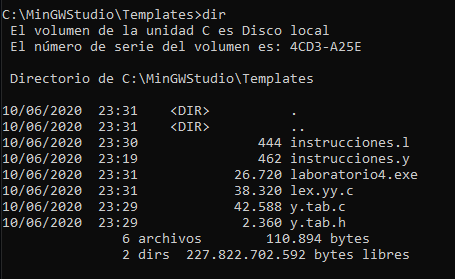 C:\MinGWStudio\Templates>dir
El volumen de la unidad C es Disco local
El número de serie del volumen es: 4CD3-A25E
Directorio de C:\MinGWStudio\Templates
10/06/2020 23:31 <DIR> .
10/06/2020 23:31 <DIR> ..
10/06/2020 23:30 444 instrucciones.l
10/06/2020 23:19 462 instrucciones.y
10/06/2020 23:31 26.720 laboratorio4.exe
10/06/2020 23:31 38.320 lex.yy.c
10/06/2020 23:29 42.588 y.tab.c
10/06/2020 23:29 2.360 y.tab.h
6 archivos 110.894 bytes
2 dirs 227.822.702.592 bytes libres